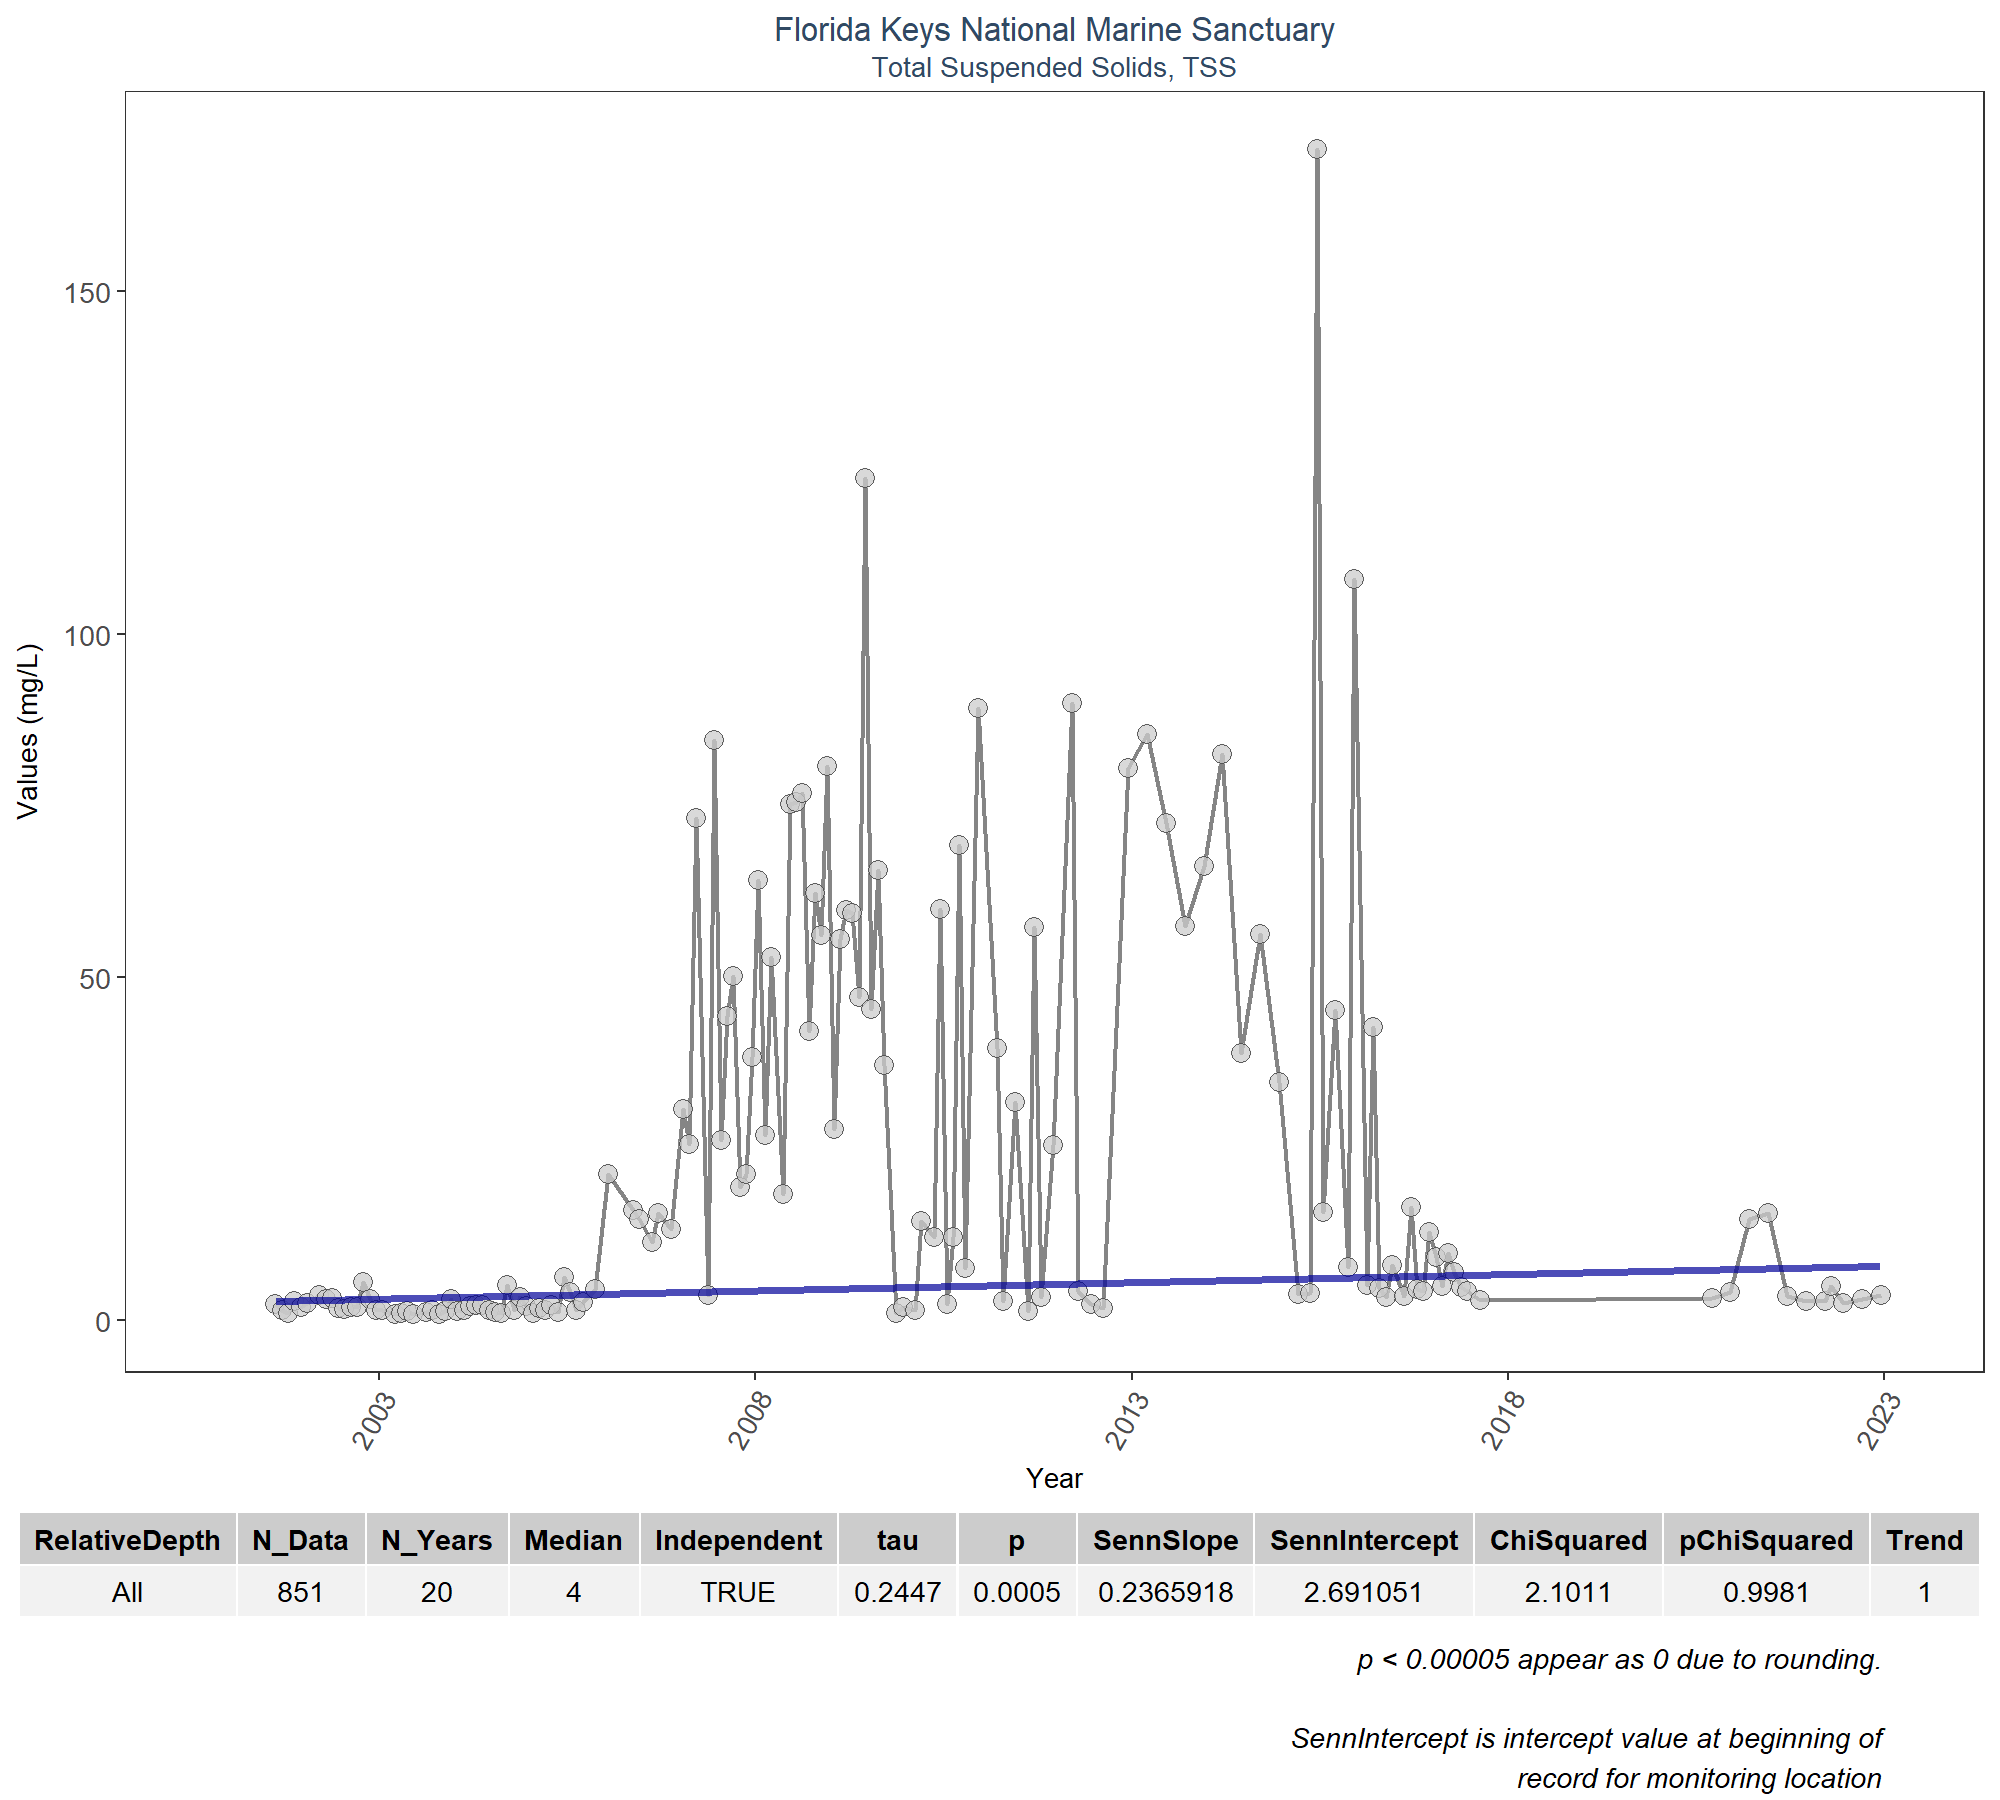 Florida Keys National Marine Sanctuary
Total Suspended Solids, TSS
Values (mg/L)
150
100
50
0
2003 2008 2013 2018 2023
Year
RelativeDepth N_Data N_Years Median Independent tau p SennSlope SennIntercept ChiSquared pChiSquared Trend
All 851 20 4 TRUE 0.2447 0.0005 0.2365918 2.691051 2.1011 0.9981 1
p < 0.00005 appear as 0 due to rounding.
SennIntercept is intercept value at beginning of
record for monitoring location